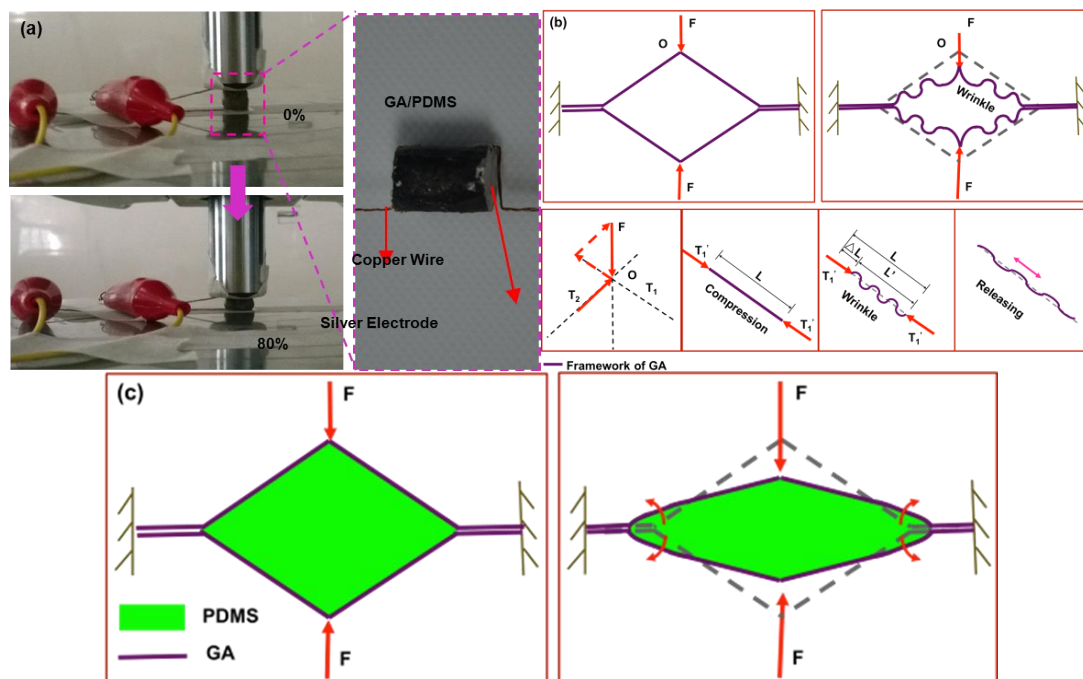 (a)
0%
80%
GA/PDMS
Copper Wire
Silver Electrode
(b)
F
O
F
F
O
Wrinkle
F
F
O
T1
T2
T1'
L
Compression
T1'
L
△L
L'
T1'
Wrinkle
T1'
Releasing
Framework of GA
(c)
F
F
PDMS
GA
F
F